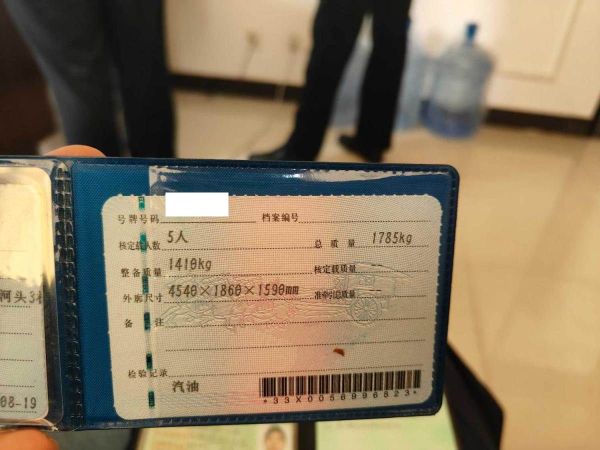 号牌号码 档案编号
核定载人数 5人 总质量 1785kg
整备质量 1410kg 核定载质量
外廓尺寸 4540×1860×1590mm 准牵引总质量
备注
检验记录 汽油
*33X0056996823*
河头3
08-19